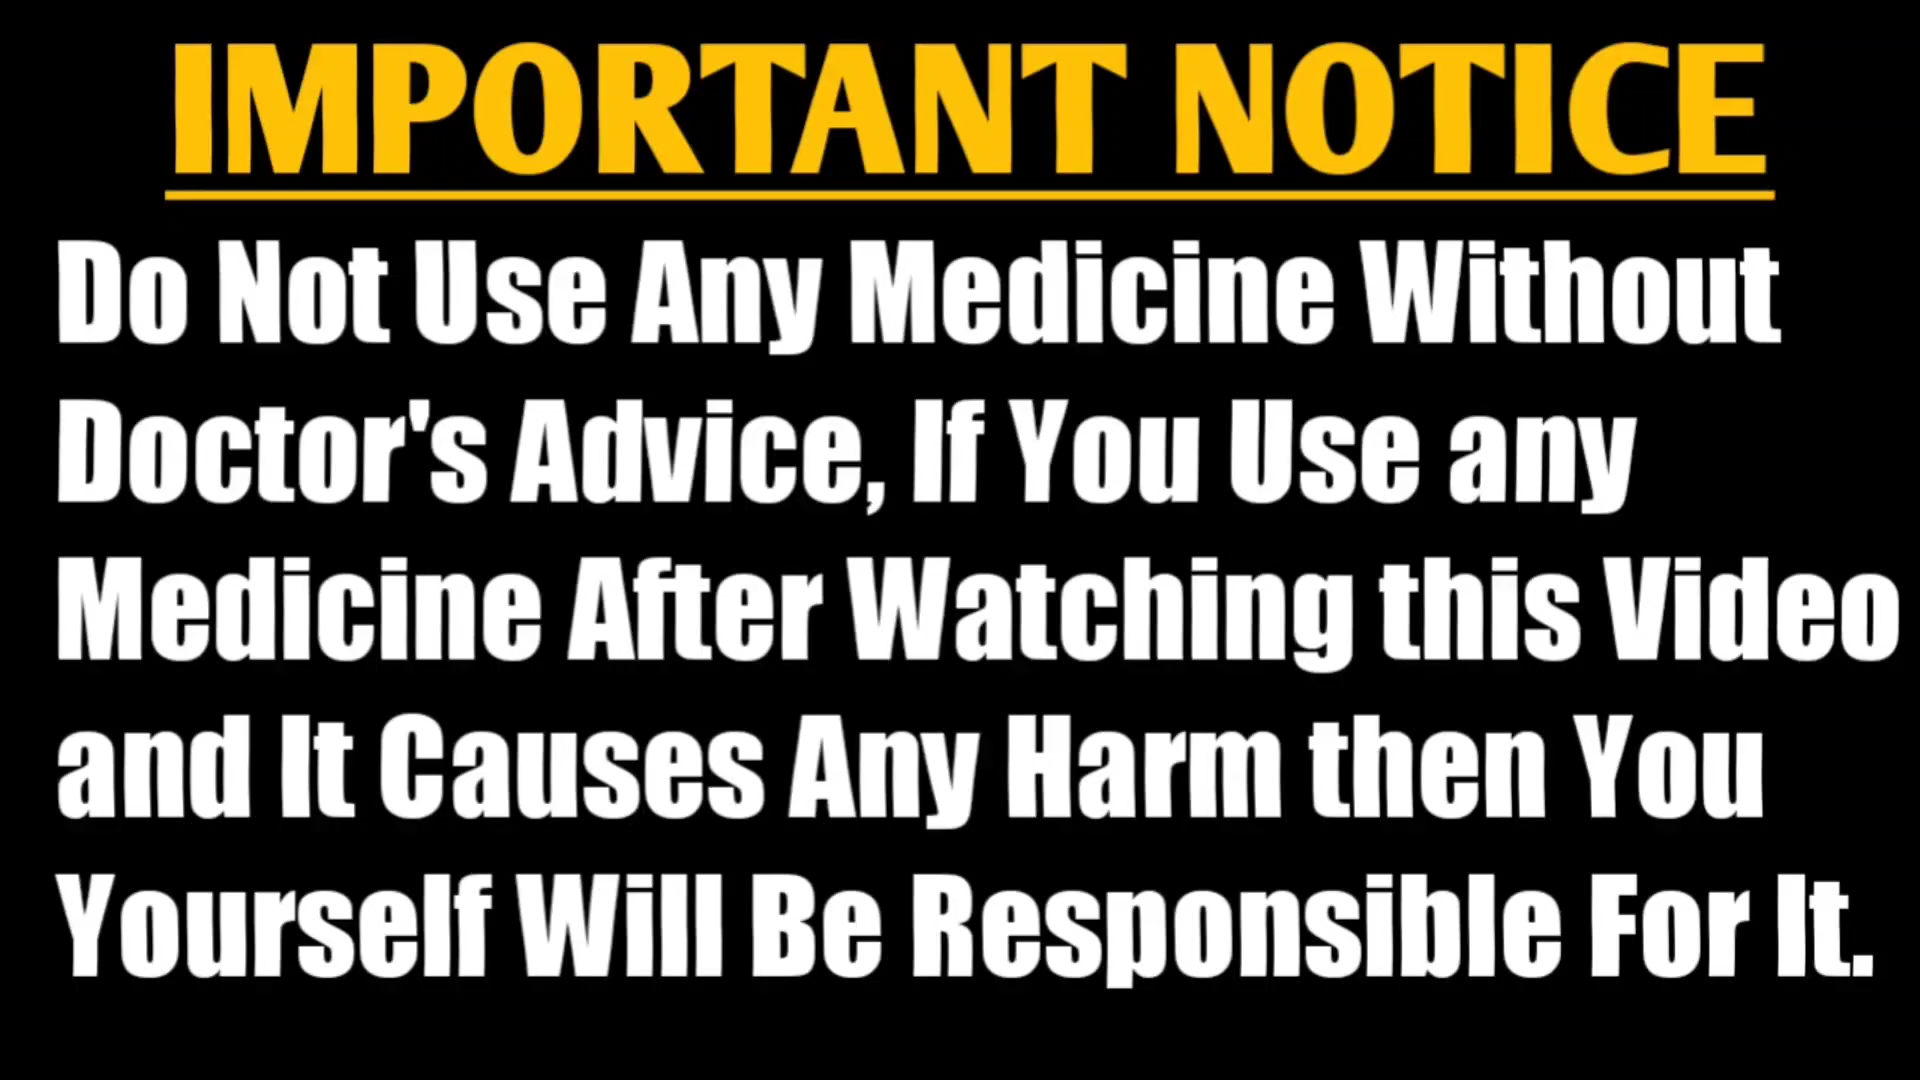 IMPORTANT NOTICE
Do Not Use Any Medicine Without
Doctor's Advice, If You Use any
Medicine After Watching this Video
and It Causes Any Harm then You
Yourself Will Be Responsible For It.